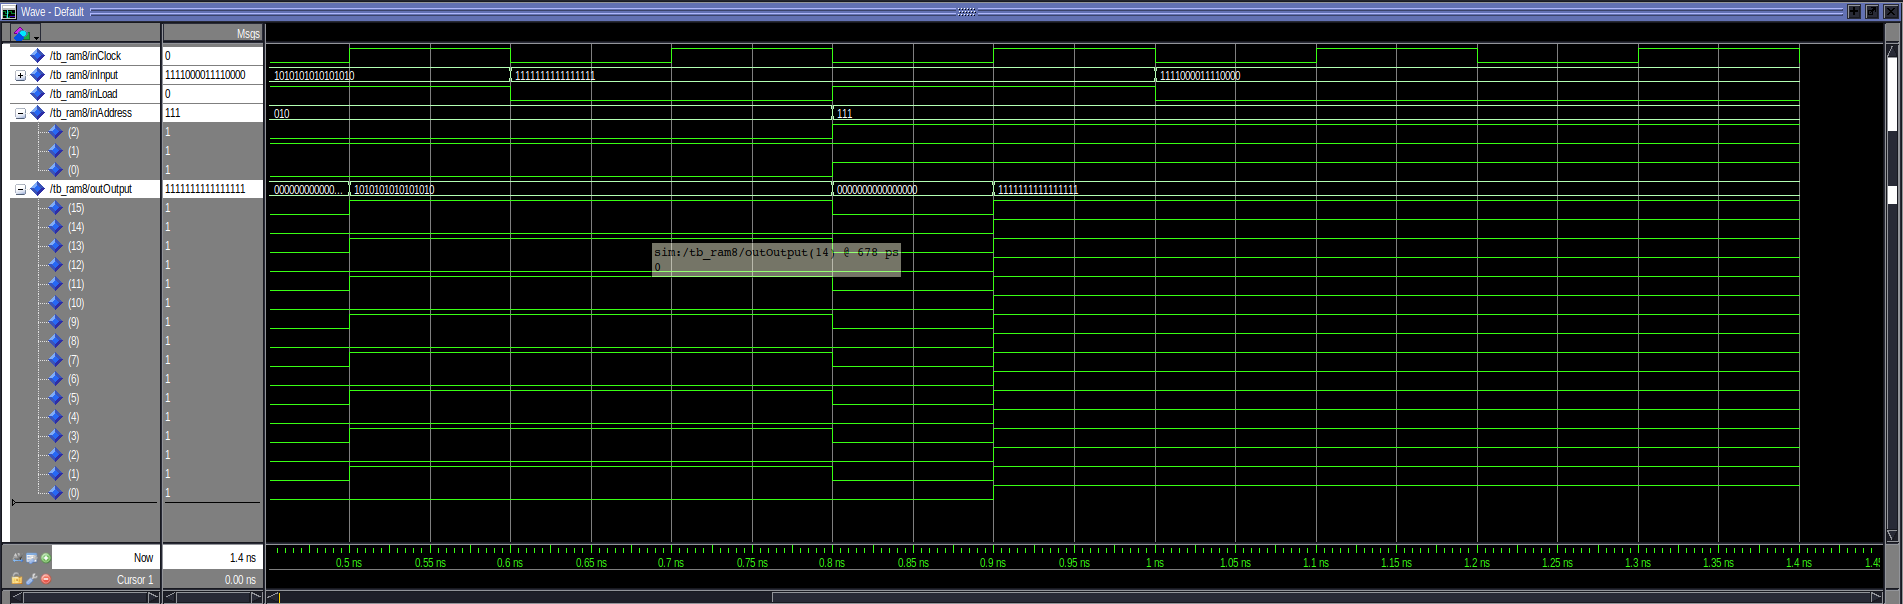 Wave - Default
Msgs
/tb_ram8/inClock 0
/tb_ram8/inInput 1111000011110000 1010101010101010 1111111111111111 1111000011110000
/tb_ram8/inLoad 0
/tb_ram8/inAddress 111 010 111
(2) 1
(1) 1
(0) 1
/tb_ram8/outOutput 1111111111111111 000000000000... 1010101010101010 0000000000000000 1111111111111111
(15) 1
(14) 1
(13) 1
sim:/tb_ram8/outOutput(14) @ 678 ps
0
(12) 1
(11) 1
(10) 1
(9) 1
(8) 1
(7) 1
(6) 1
(5) 1
(4) 1
(3) 1
(2) 1
(1) 1
(0) 1
Now 1.4 ns 0.5 ns 0.55 ns 0.6 ns 0.65 ns 0.7 ns 0.75 ns 0.8 ns 0.85 ns 0.9 ns 0.95 ns 1 ns 1.05 ns 1.1 ns 1.15 ns 1.2 ns 1.25 ns 1.3 ns 1.35 ns 1.4 ns
Cursor 1 0.00 ns